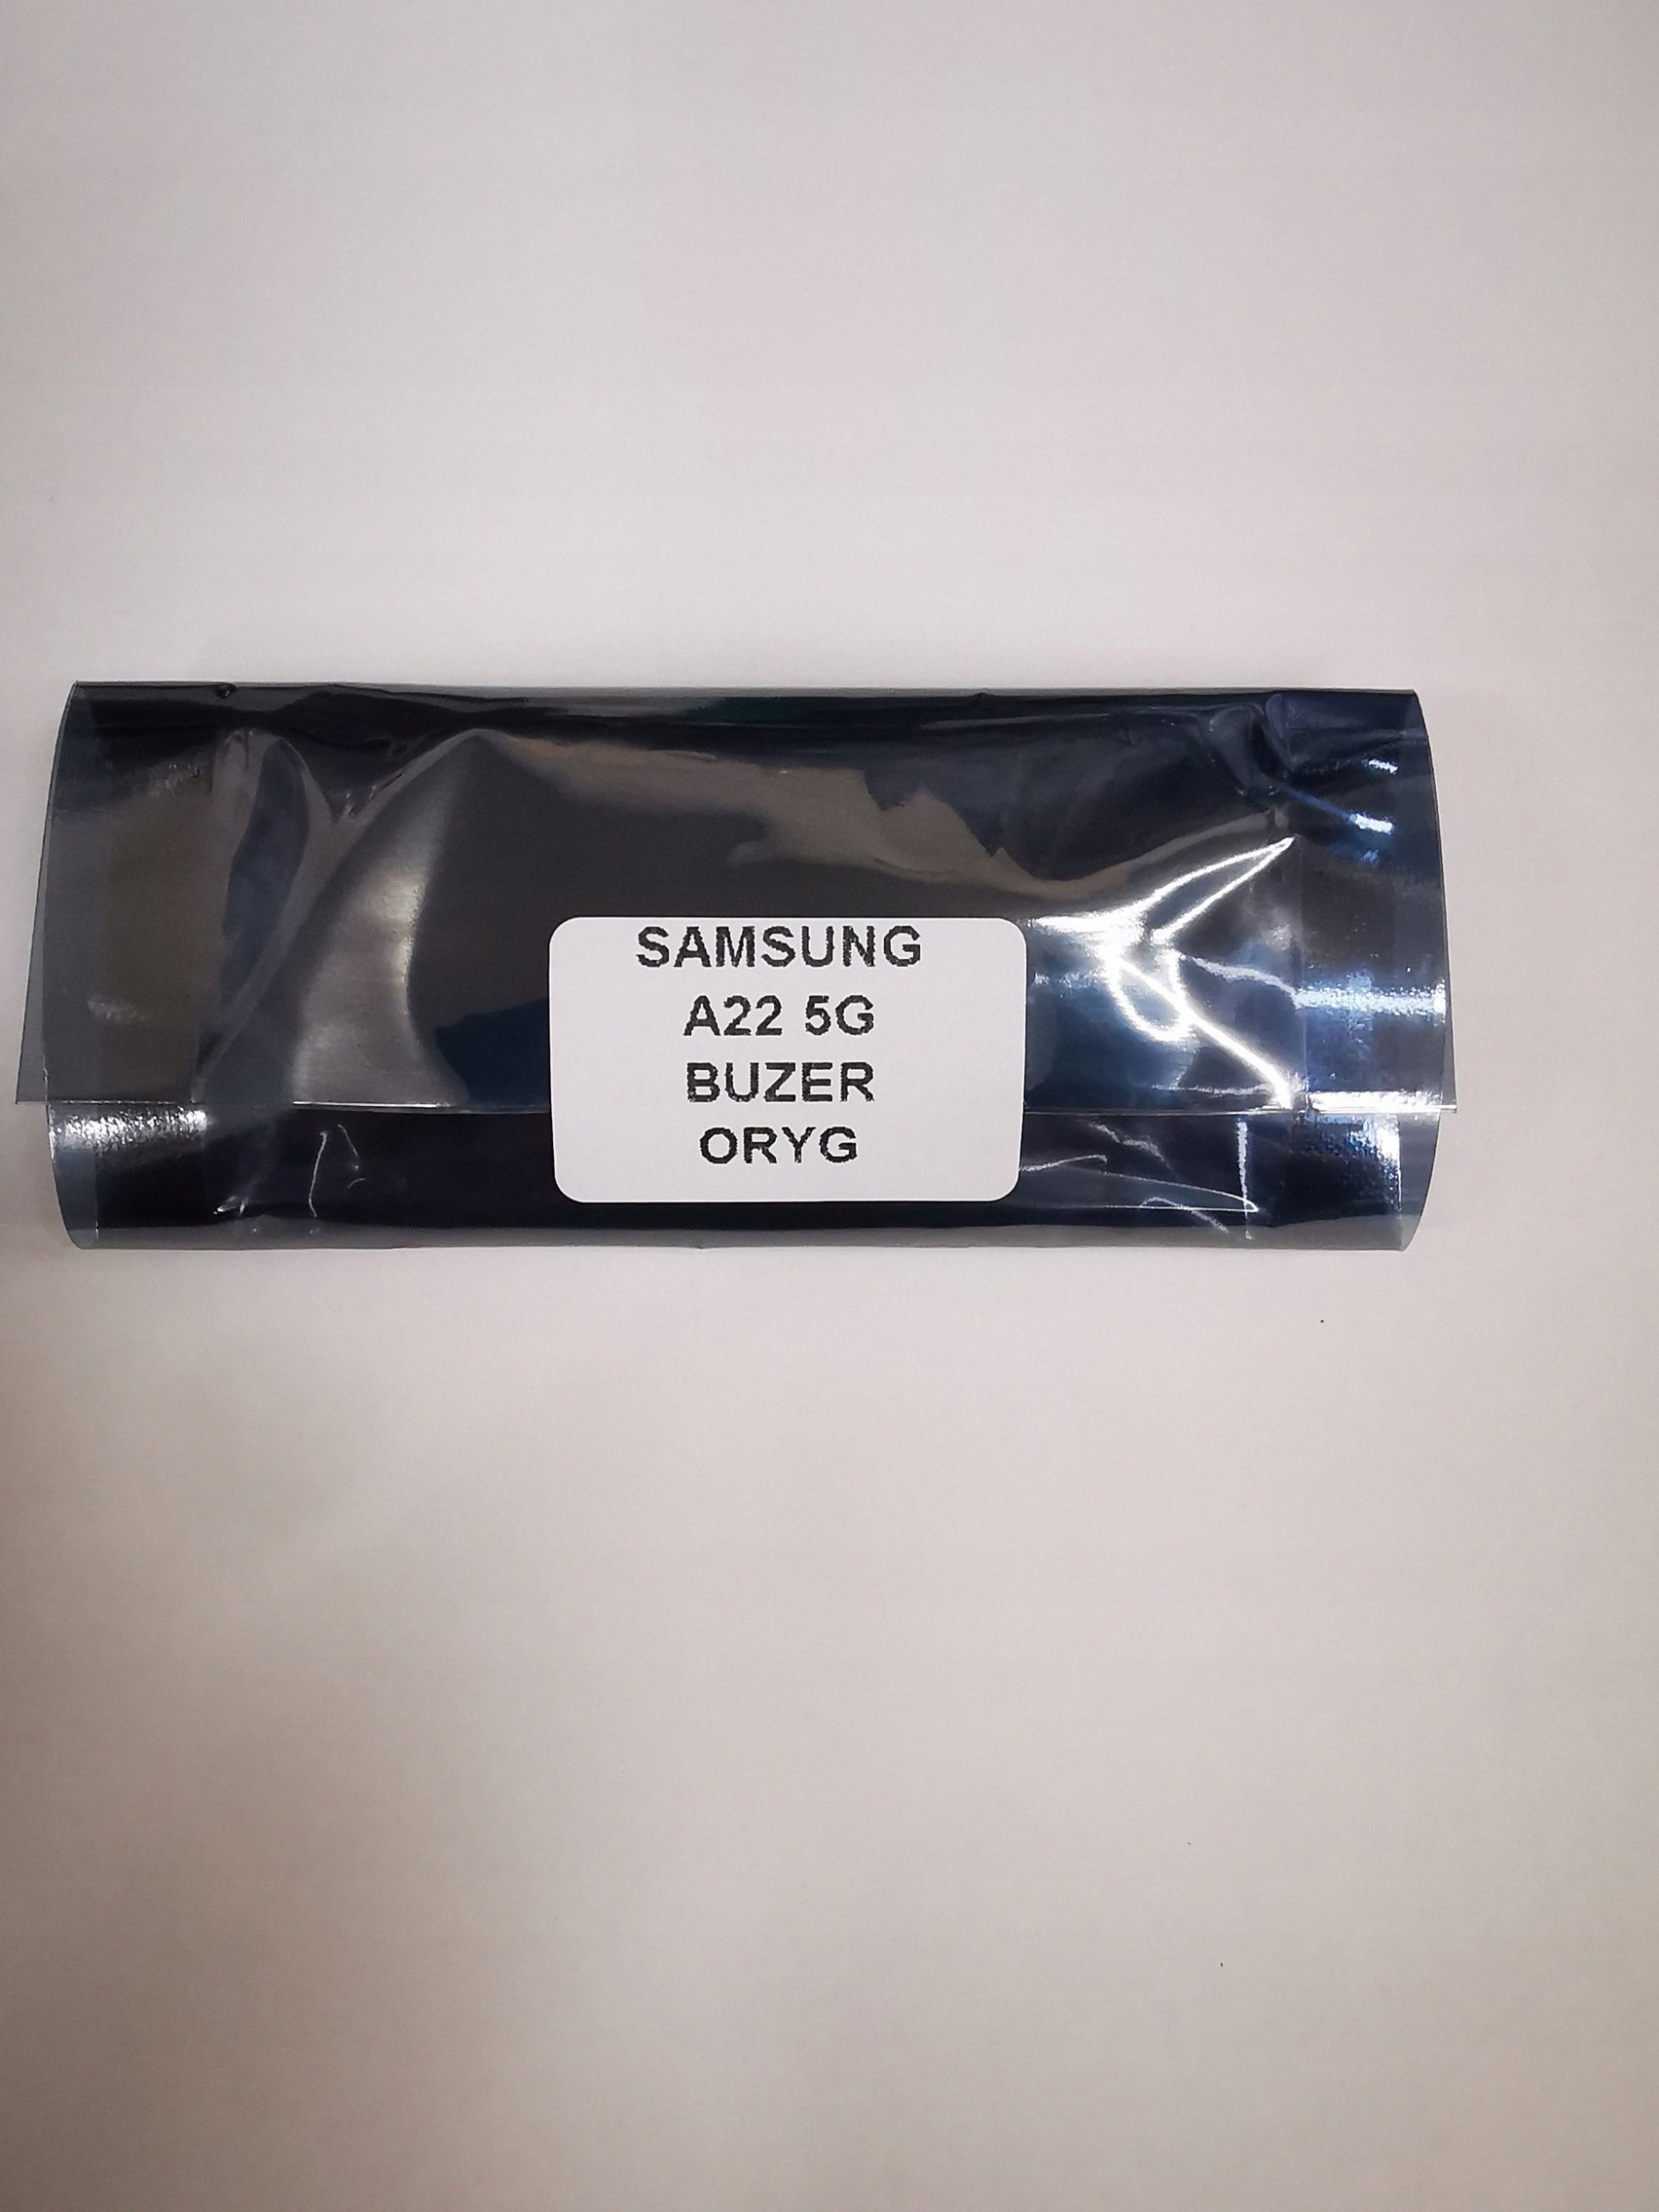 SAMSUNG
A22 5G
BUZER
ORYG